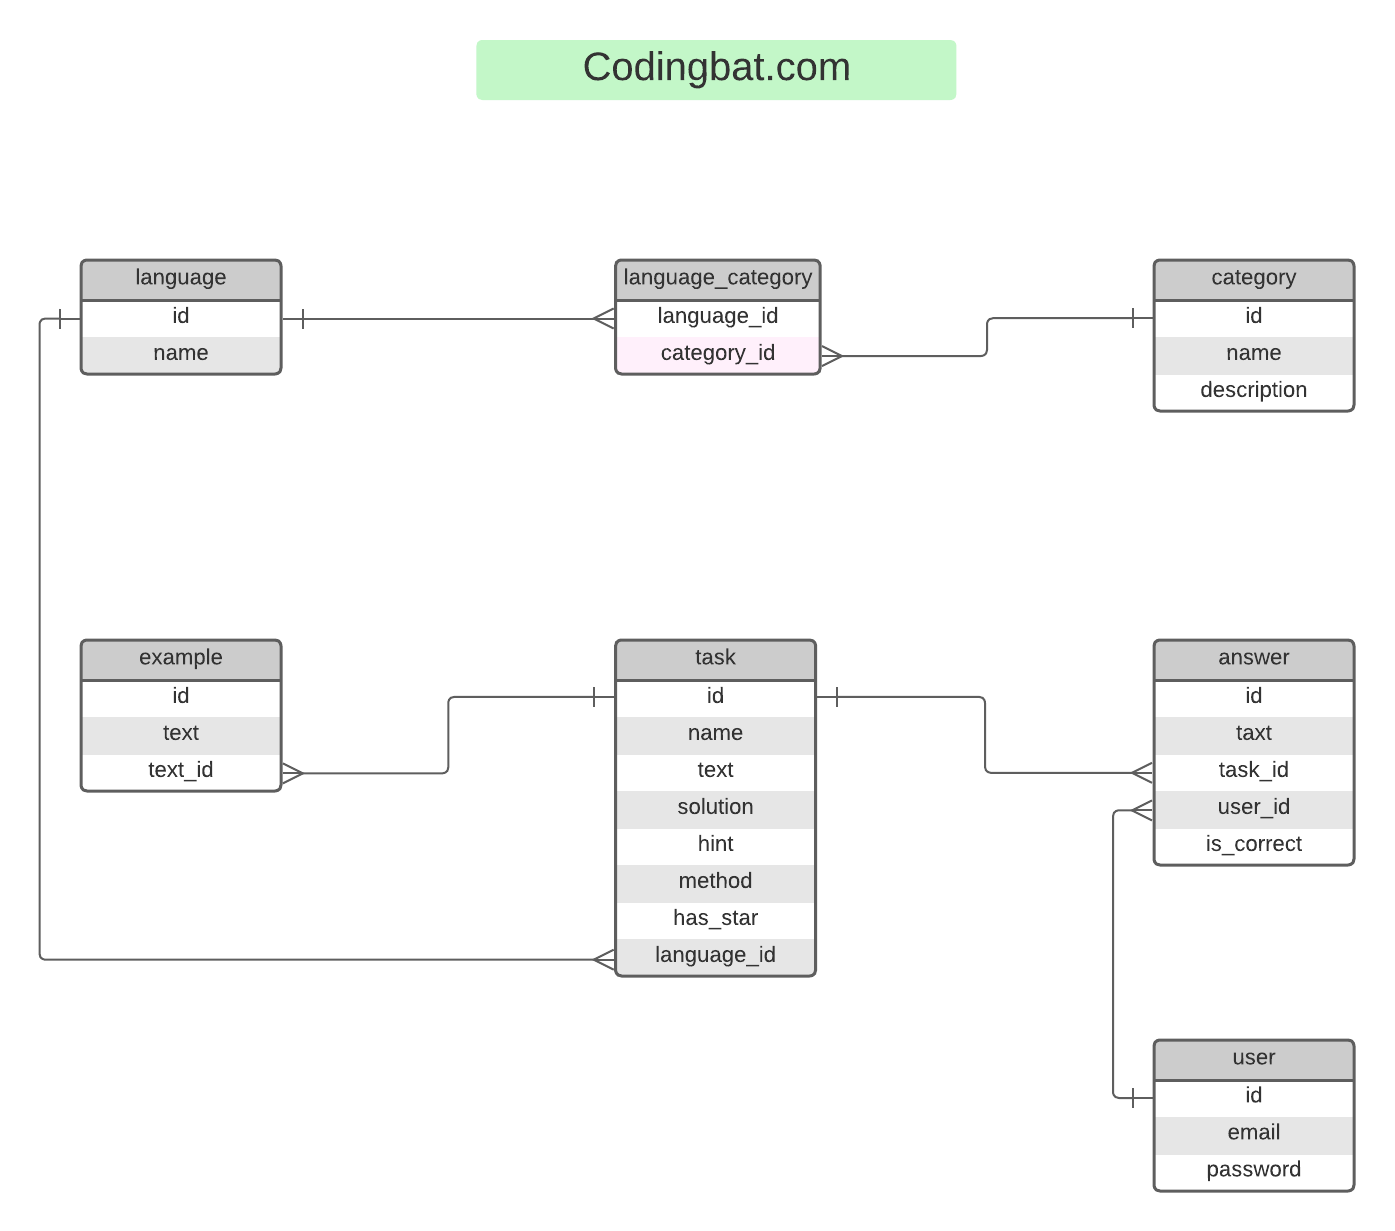 Codingbat.com
language
id
name
language_category
language_id
category_id
category
id
name
description
example
id
text
text_id
task
id
name
text
solution
hint
method
has_star
language_id
answer
id
taxt
task_id
user_id
is_correct
user
id
email
password